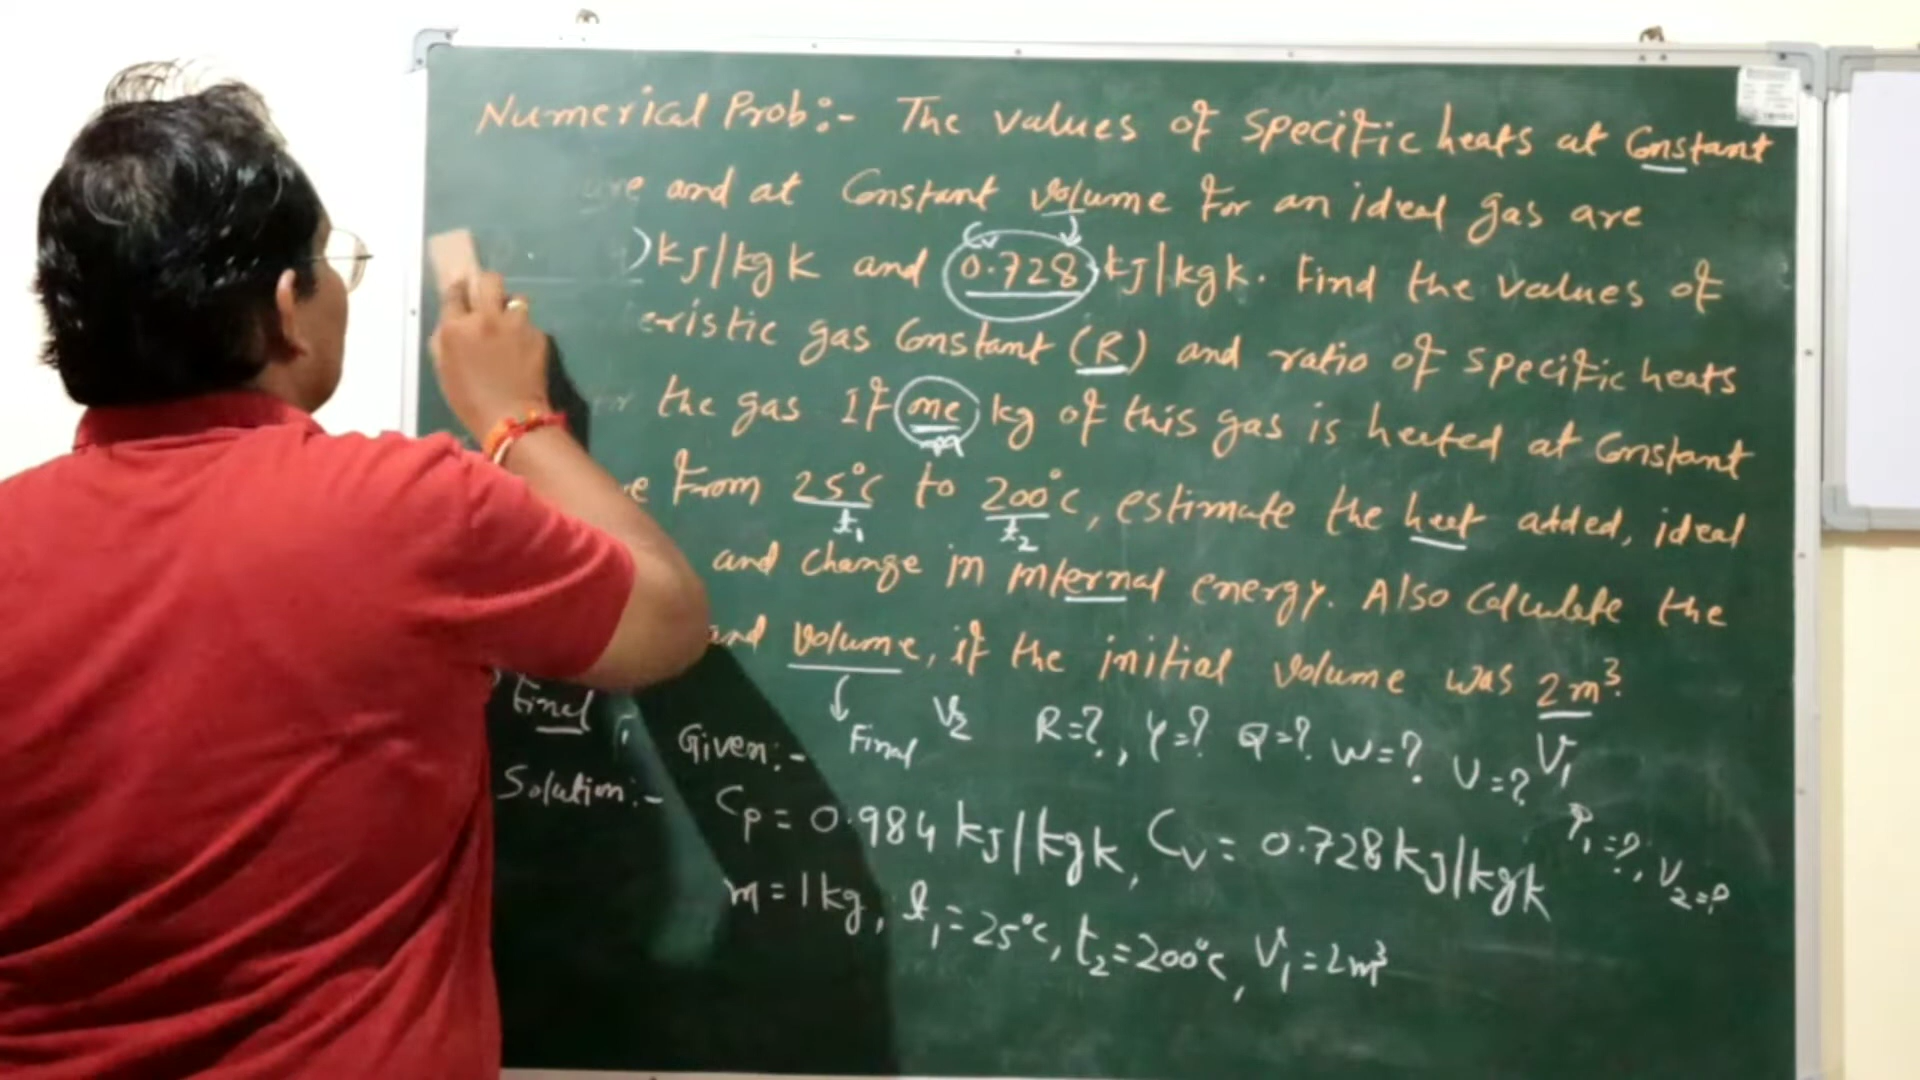 Numerical Prob:- The values of specific heats at Constant
and at Constant volume for an ideal gas are
) kJ/kgk and 0.728 kJ/kgk. Find the values of
Cv
eristic gas Constant (R) and ratio of specific heats
the gas If one kg of this gas is heated at Constant
m
e from 25°c to 200°c, estimate the heat added, ideal
t1 t2
and change in internal energy. Also Calculate the
and volume, if the initial volume was 2m³.
Final Final V2 R=?, γ=? Q=? W=? U=? V1
Given:-
Solution:- Cp = 0.984 kJ/kgk, Cv = 0.728 kJ/kgk P1=?, V2=?
m = 1kg, t1=25°c, t2=200°c, V1=2m³